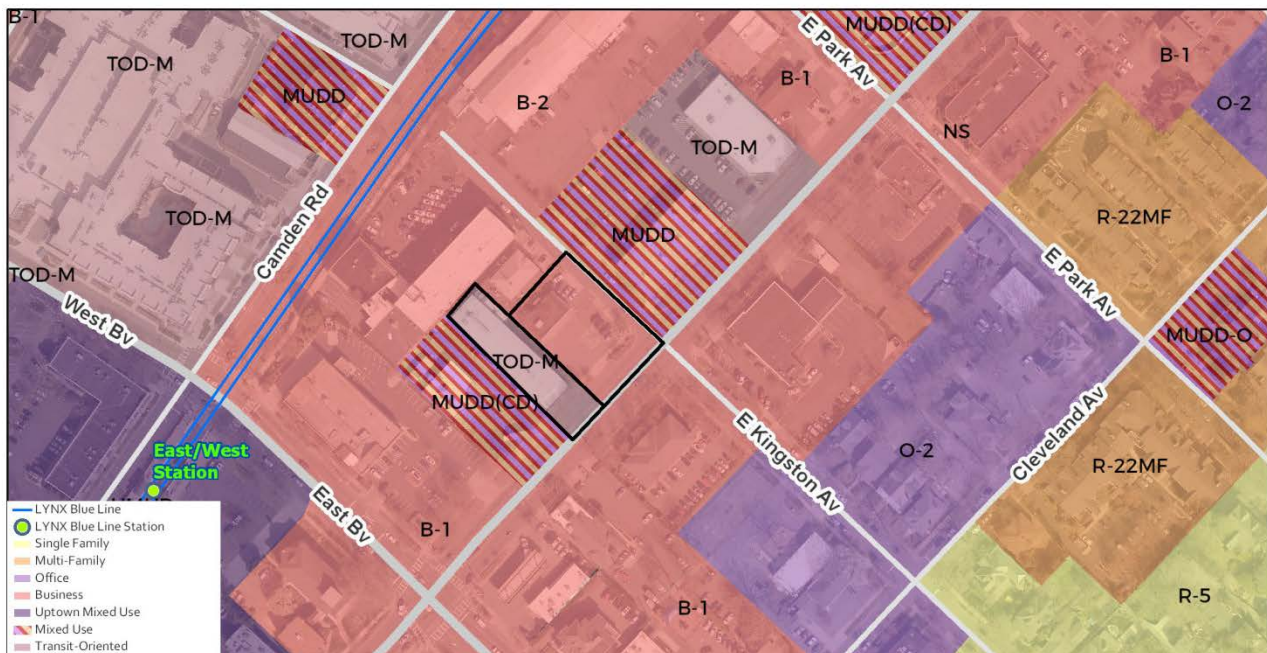 B-1
TOD-M
TOD-M
MUDD
B-2
B-1
E Park Av
MUDD(CD)
B-1
O-2
NS
TOD-M
TOD-M
TOD-M
Camden Rd
West Bv
MUDD
R-22MF
E Park Av
MUDD-O
TOD-M
MUDD(CD)
East/West
Station
East Bv
B-1
E Kingston Av
O-2
Cleveland Av
R-22MF
B-1
R-5
LYNX Blue Line
LYNX Blue Line Station
Single Family
Multi-Family
Office
Business
Uptown Mixed Use
Mixed Use
Transit-Oriented